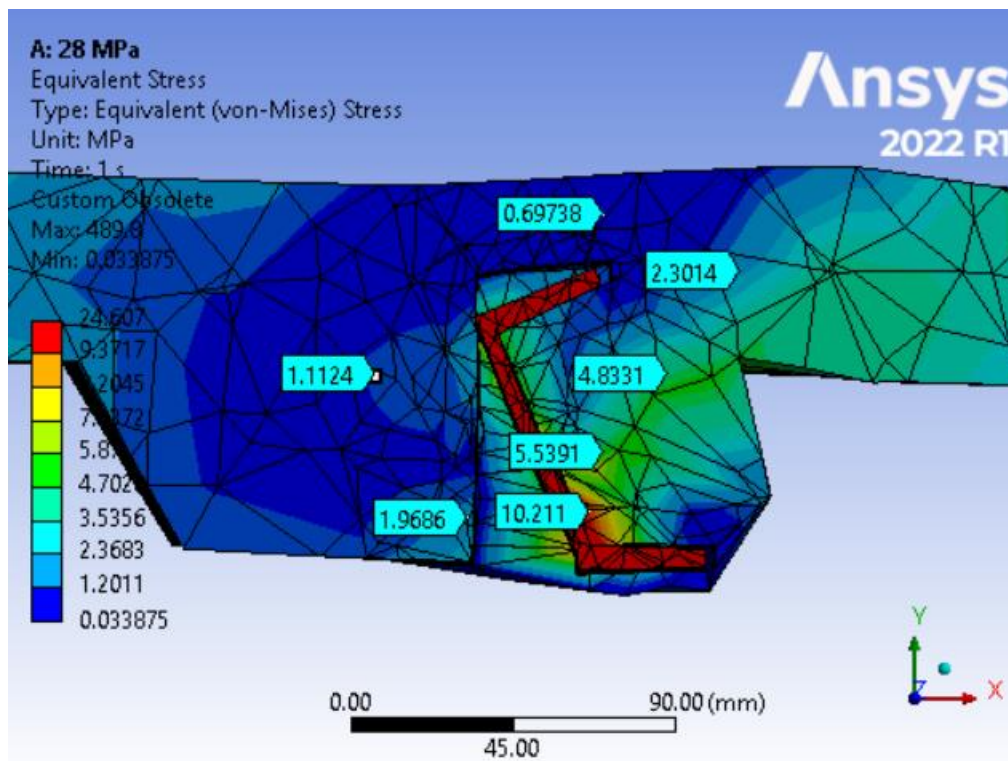 A: 28 MPa
Equivalent Stress
Type: Equivalent (von-Mises) Stress
Unit: MPa
Time: 1 s
Custom Obsolete
Max: 489.8
Min: 0.033875
Ansys
2022 R1
24.607
9.3717
.2045
4.702
3.5356
2.3683
1.2011
0.033875
0.69738
2.3014
1.1124
4.8331
5.5391
1.9686
10.211
0.00
90.00 (mm)
45.00
Y
Z
X